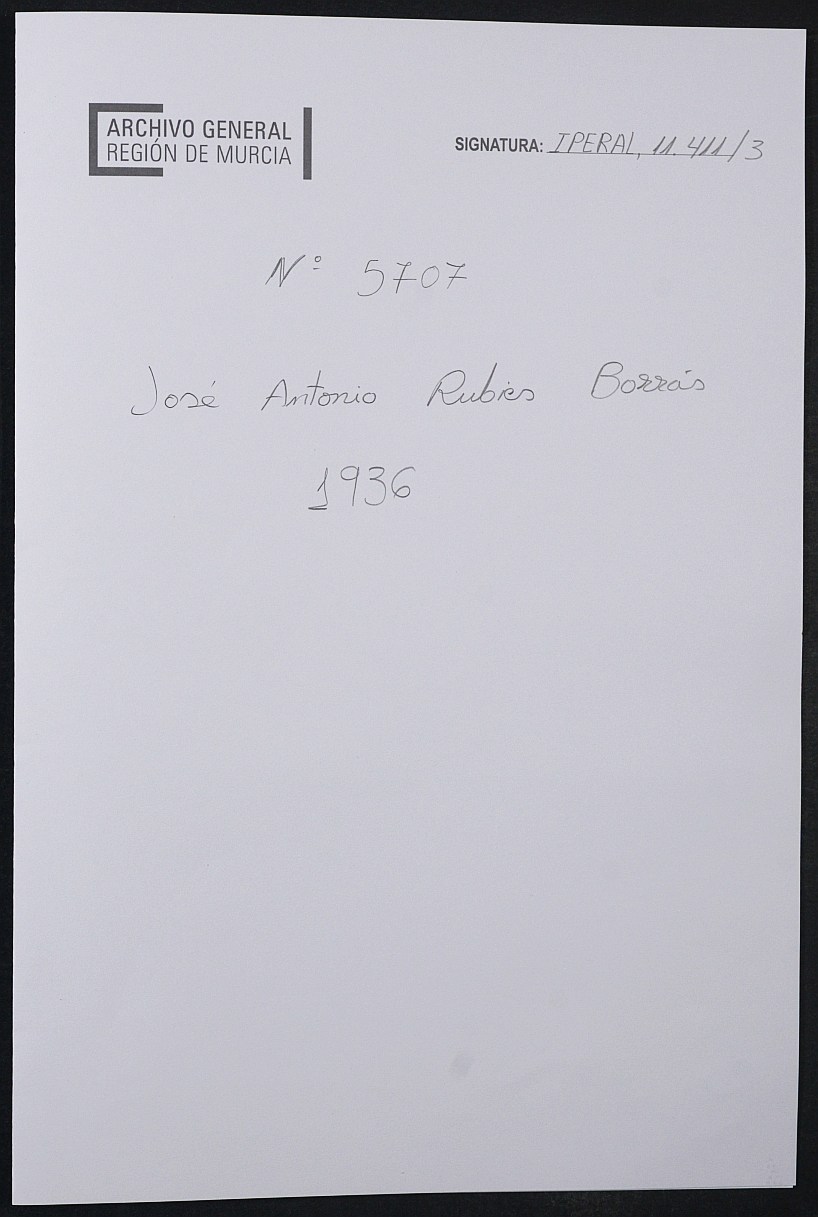 ARCHIVO GENERAL
REGIÓN DE MURCIA
SIGNATURA: IPERAL, 11.411/3
Nº 5707
José Antonio Rubies Borrás
1936